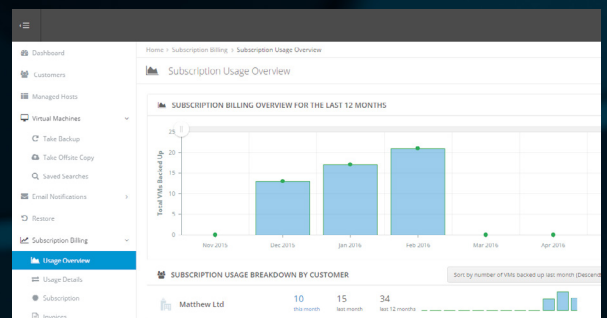 Home > Subscription Billing > Subscription Usage Overview
Dashboard
Customers
Managed Hosts
Virtual Machines
Take Backup
Take Offsite Copy
Saved Searches
Email Notifications
Restore
Subscription Billing
Usage Overview
Usage Details
Subscription
Invoices
Subscription Usage Overview
SUBSCRIPTION BILLING OVERVIEW FOR THE LAST 12 MONTHS
Total VMs Backed Up
25
20
15
10
5
0
Nov 2015
Dec 2015
Jan 2016
Feb 2016
Mar 2016
Apr 2016
SUBSCRIPTION USAGE BREAKDOWN BY CUSTOMER
Sort by number of VMs backed up last month (Descend
Matthew Ltd
10 15 34
this month last month last 12 months